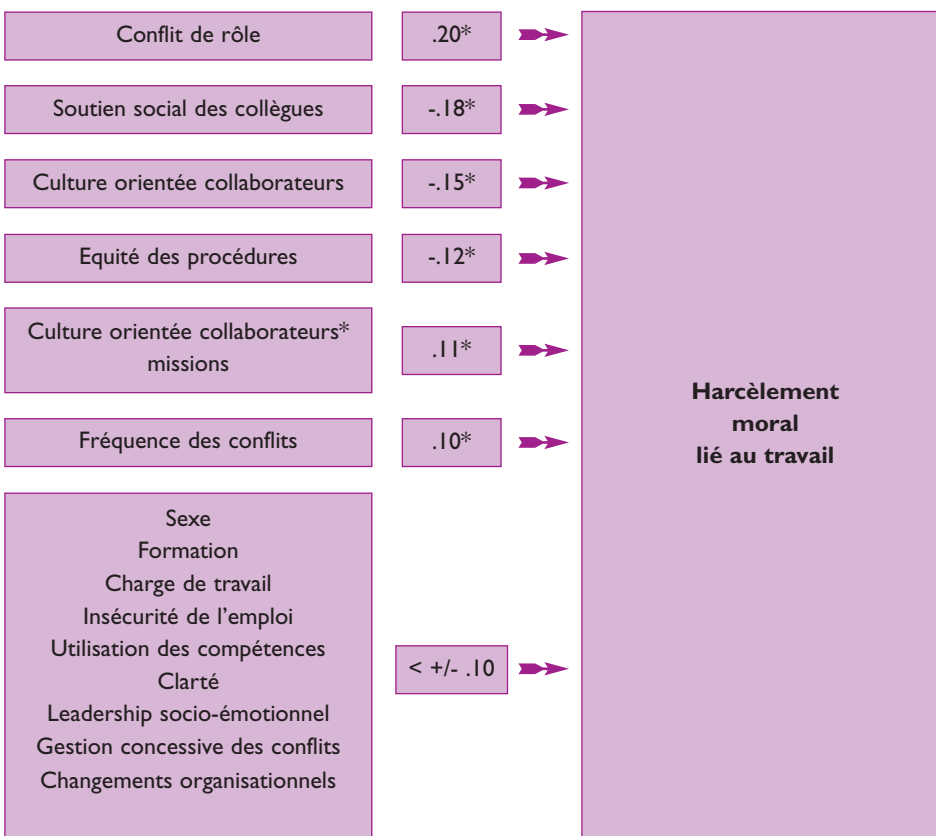 Conflit de rôle
.20*
Soutien social des collègues
-.18*
Culture orientée collaborateurs
-.15*
Equité des procédures
-.12*
Culture orientée collaborateurs*
missions
.11*
Fréquence des conflits
.10*
Sexe
Formation
Charge de travail
Insécurité de l'emploi
Utilisation des compétences
Clarté
Leadership socio-émotionnel
Gestion concessive des conflits
Changements organisationnels
< +/- .10
Harcèlement
moral
lié au travail